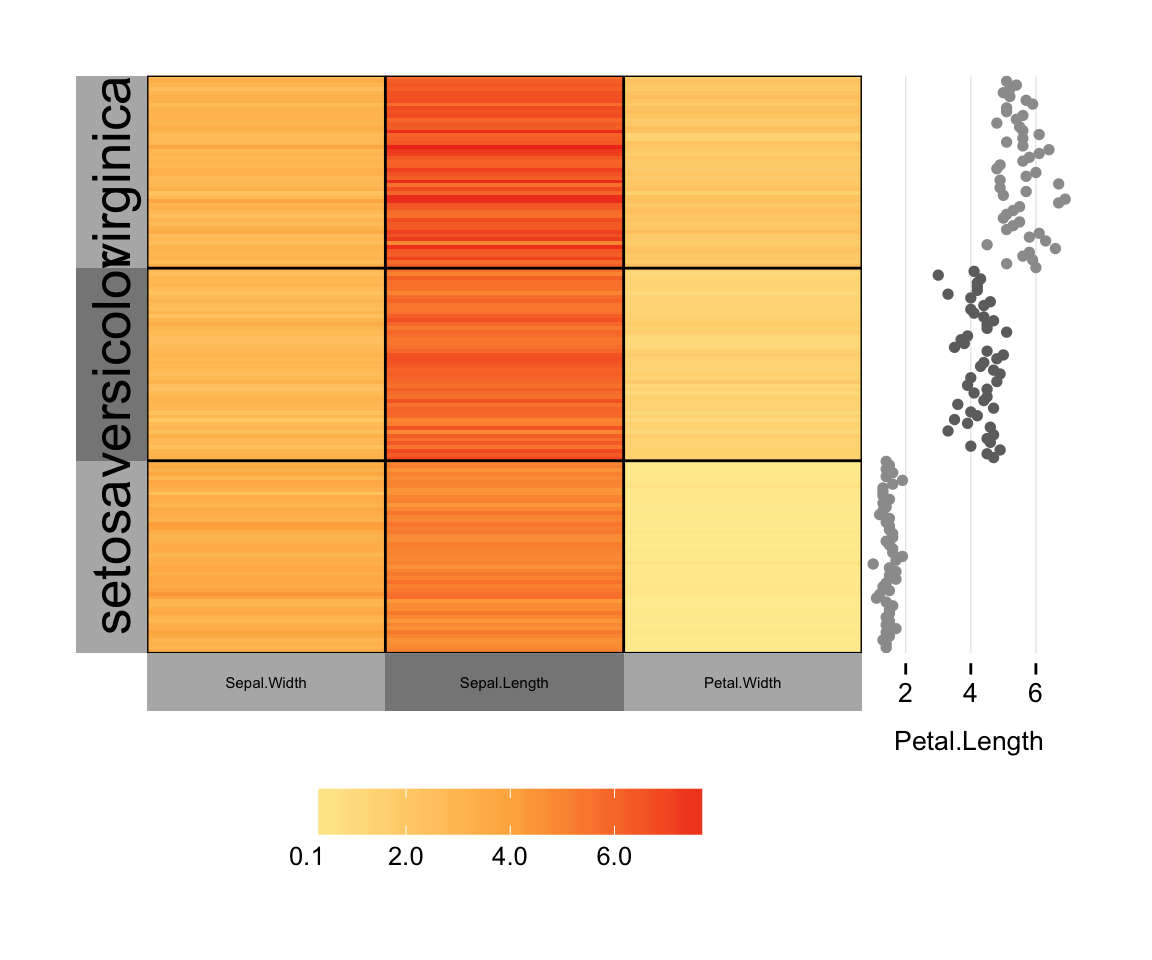 virginica
versicolor
setosa
Sepal.Width
Sepal.Length
Petal.Width
2 4 6
Petal.Length
0.1 2.0 4.0 6.0